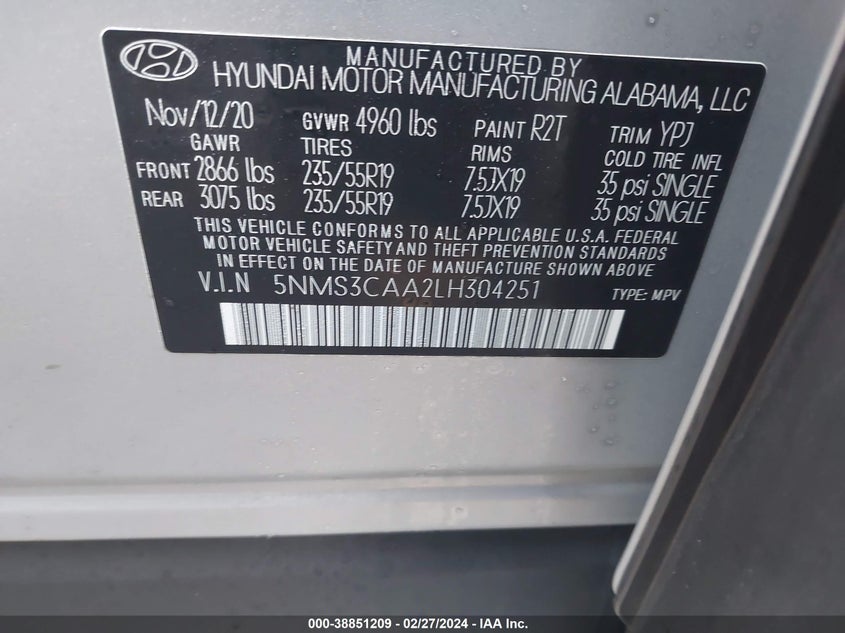 MANUFACTURED BY
HYUNDAI MOTOR MANUFACTURING ALABAMA, LLC
Nov/12/20 GVWR 4960 lbs PAINT R2T TRIM YPJ
GAWR TIRES RIMS COLD TIRE INFL
FRONT 2866 lbs 235/55R19 7.5JX19 35 psi SINGLE
REAR 3075 lbs 235/55R19 7.5JX19 35 psi SINGLE
THIS VEHICLE CONFORMS TO ALL APPLICABLE U.S.A. FEDERAL
MOTOR VEHICLE SAFETY AND THEFT PREVENTION STANDARDS
IN EFFECT ON THE DATE OF MANUFACTURE SHOWN ABOVE
V.I.N 5NMS3CAA2LH304251 TYPE: MPV
000-38851209 - 02/27/2024 - IAA Inc.